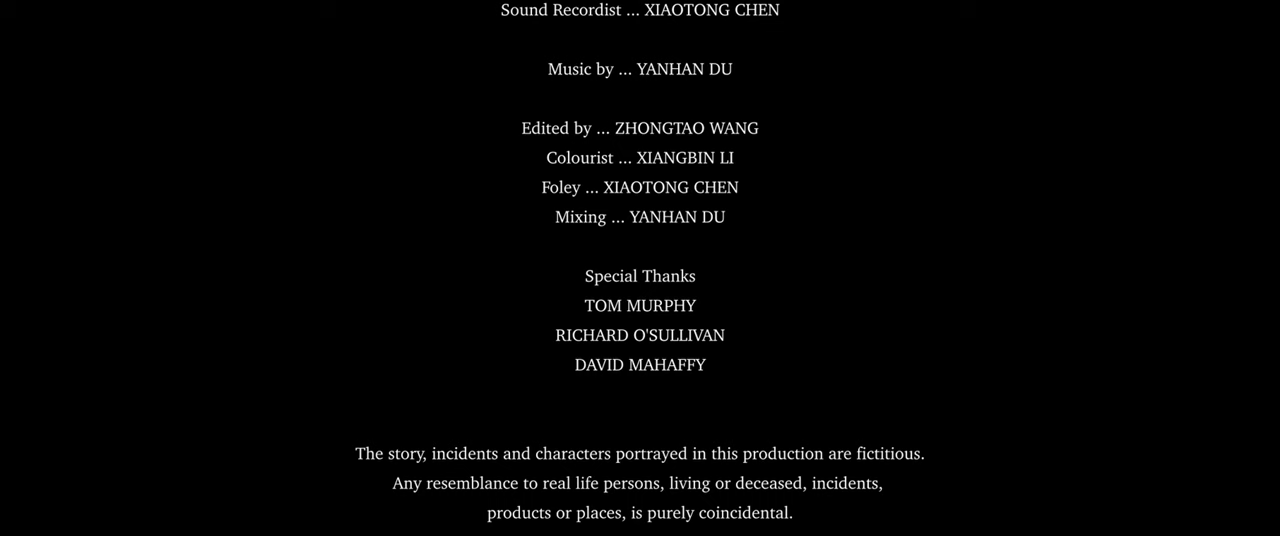 Sound Recordist ... XIAOTONG CHEN
Music by ... YANHAN DU
Edited by ... ZHONGTAO WANG
Colourist ... XIANGBIN LI
Foley ... XIAOTONG CHEN
Mixing ... YANHAN DU
Special Thanks
TOM MURPHY
RICHARD O'SULLIVAN
DAVID MAHAFFY
The story, incidents and characters portrayed in this production are fictitious.
Any resemblance to real life persons, living or deceased, incidents,
products or places, is purely coincidental.